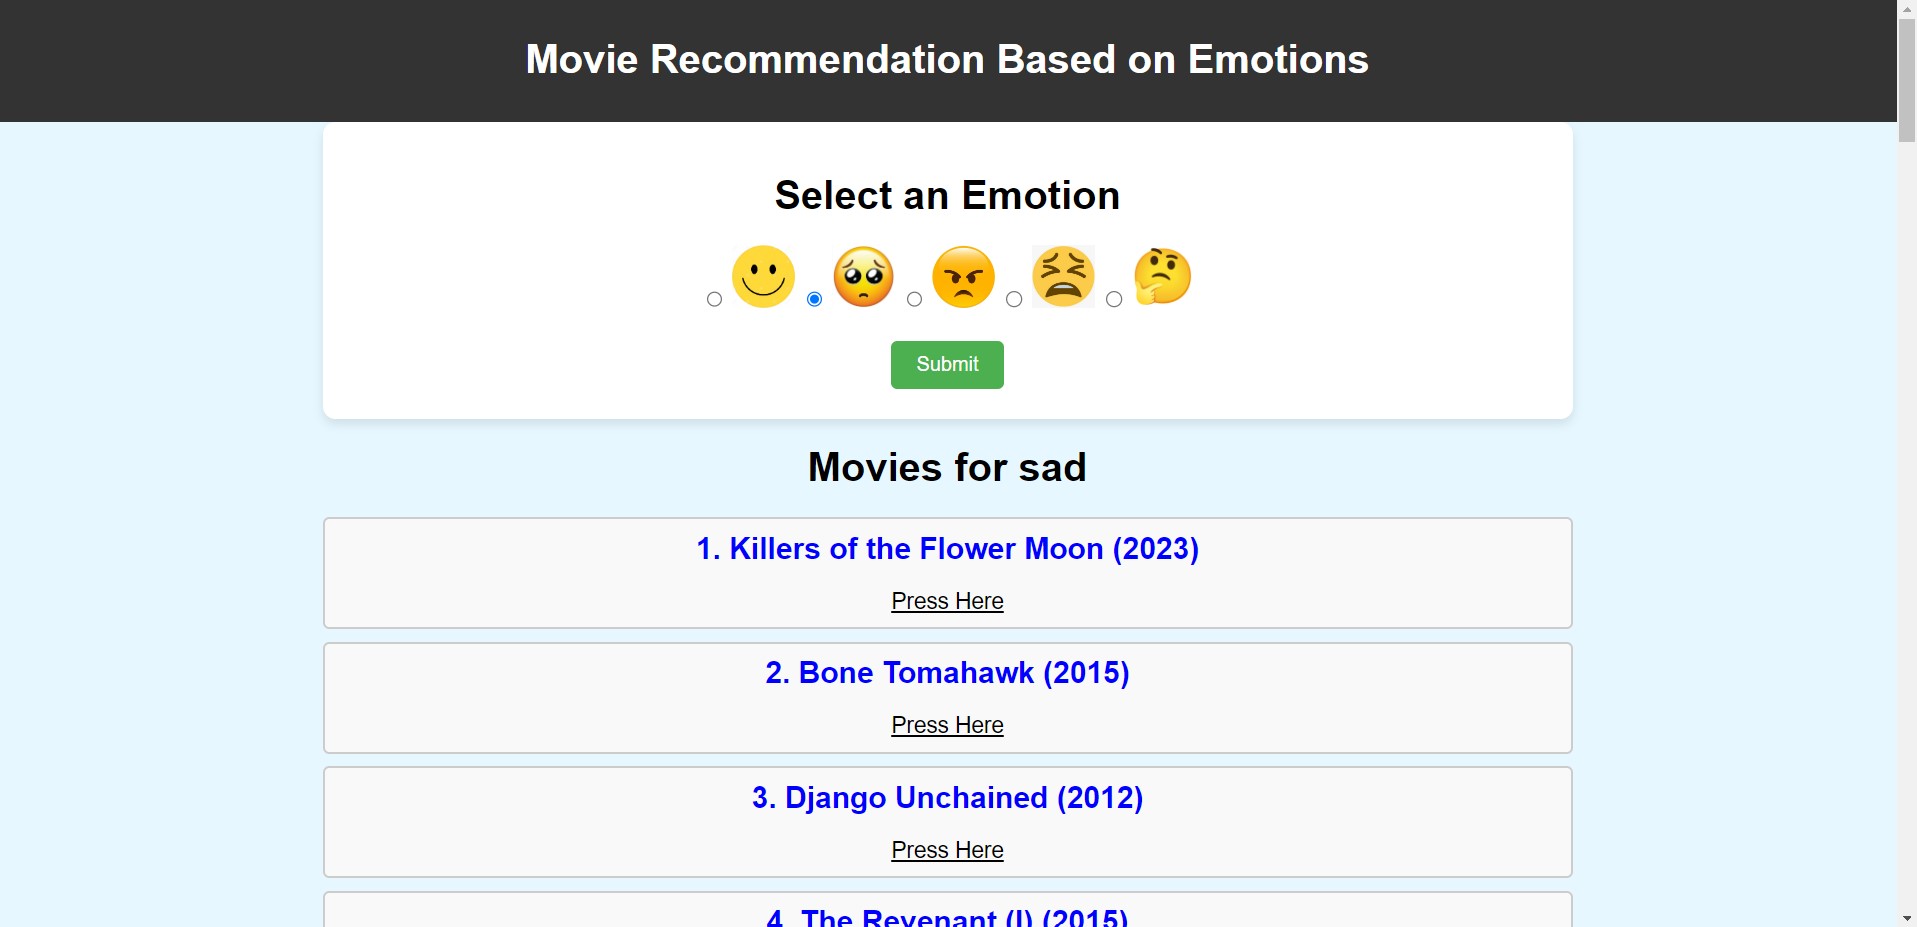 Movie Recommendation Based on Emotions
Select an Emotion
Submit
Movies for sad
1. Killers of the Flower Moon (2023)
Press Here
2. Bone Tomahawk (2015)
Press Here
3. Django Unchained (2012)
Press Here
4. The Revenant (I) (2015)